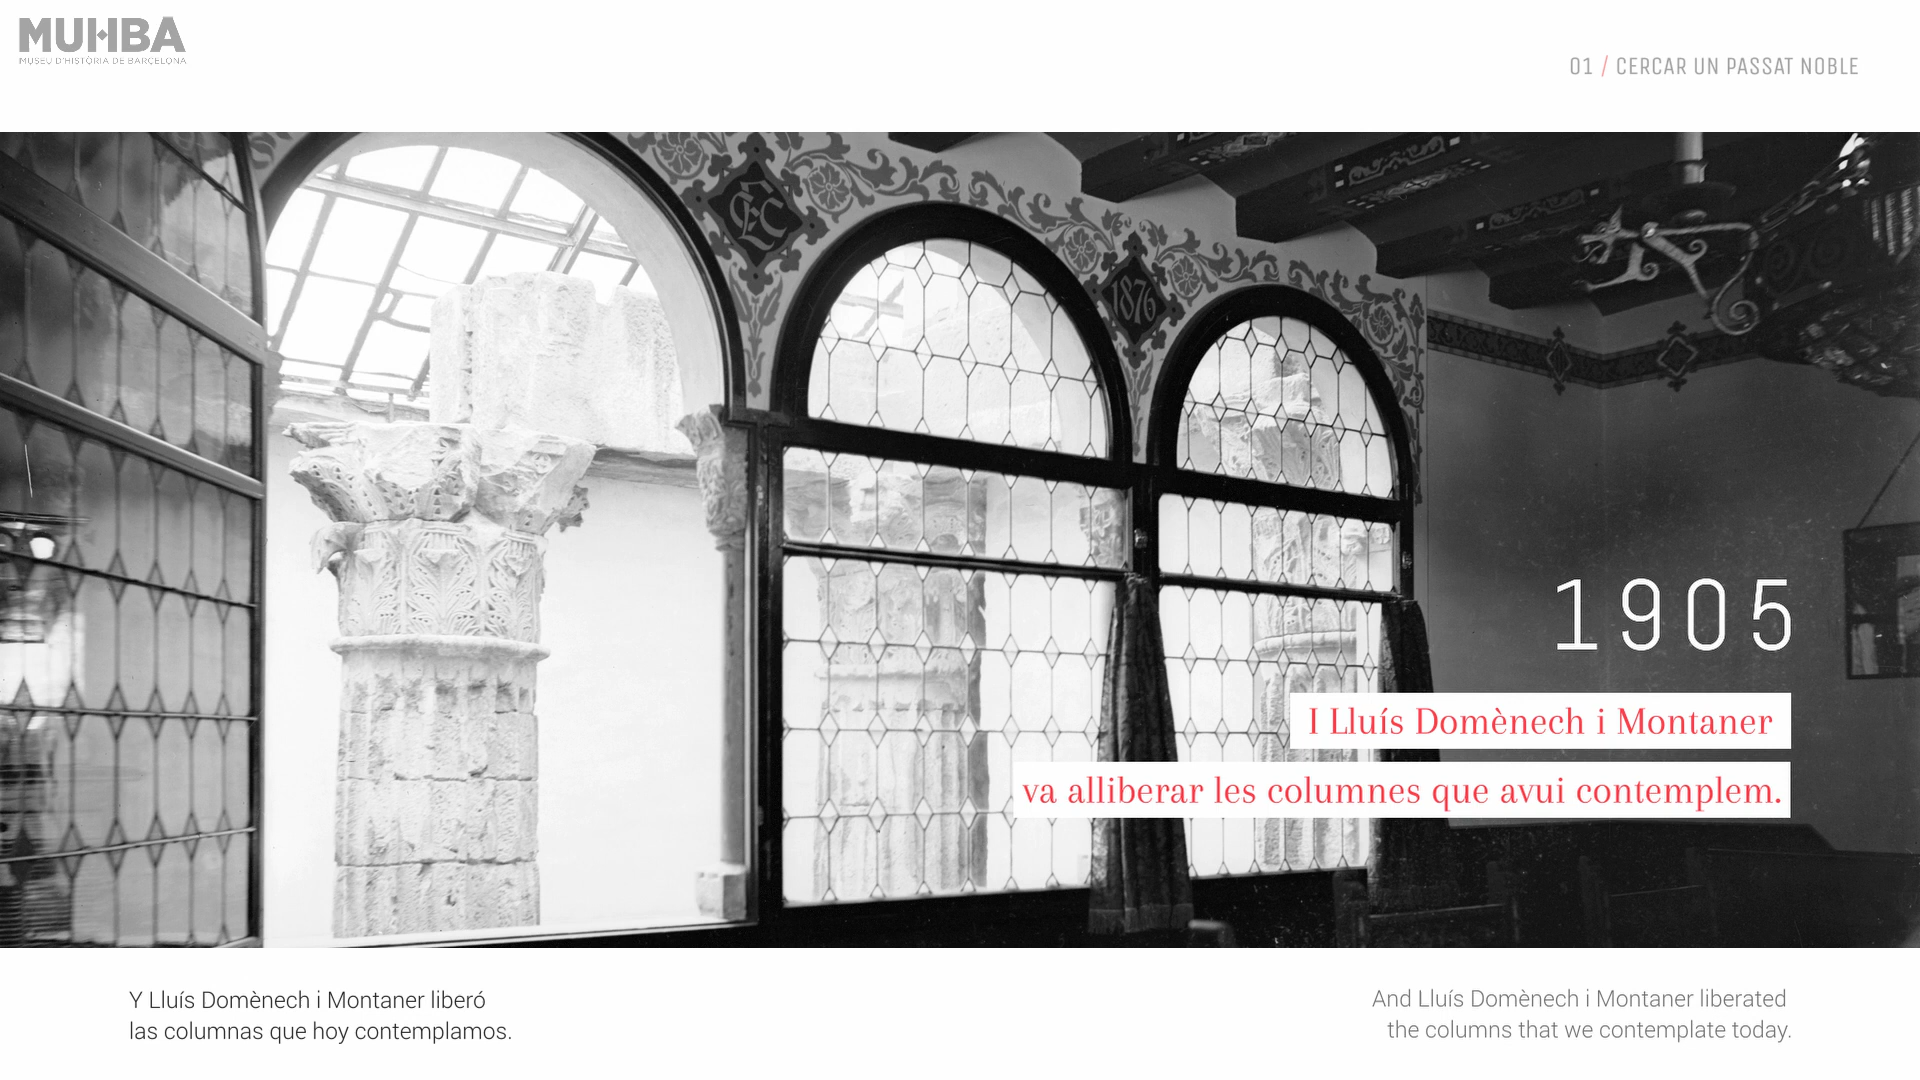 MUHBA
MUSEU D'HISTÒRIA DE BARCELONA
01 / CERCAR UN PASSAT NOBLE
EC
1876
1905
I Lluís Domènech i Montaner
va alliberar les columnes que avui contemplem.
Y Lluís Domènech i Montaner liberó
las columnas que hoy contemplamos.
And Lluís Domènech i Montaner liberated
the columns that we contemplate today.